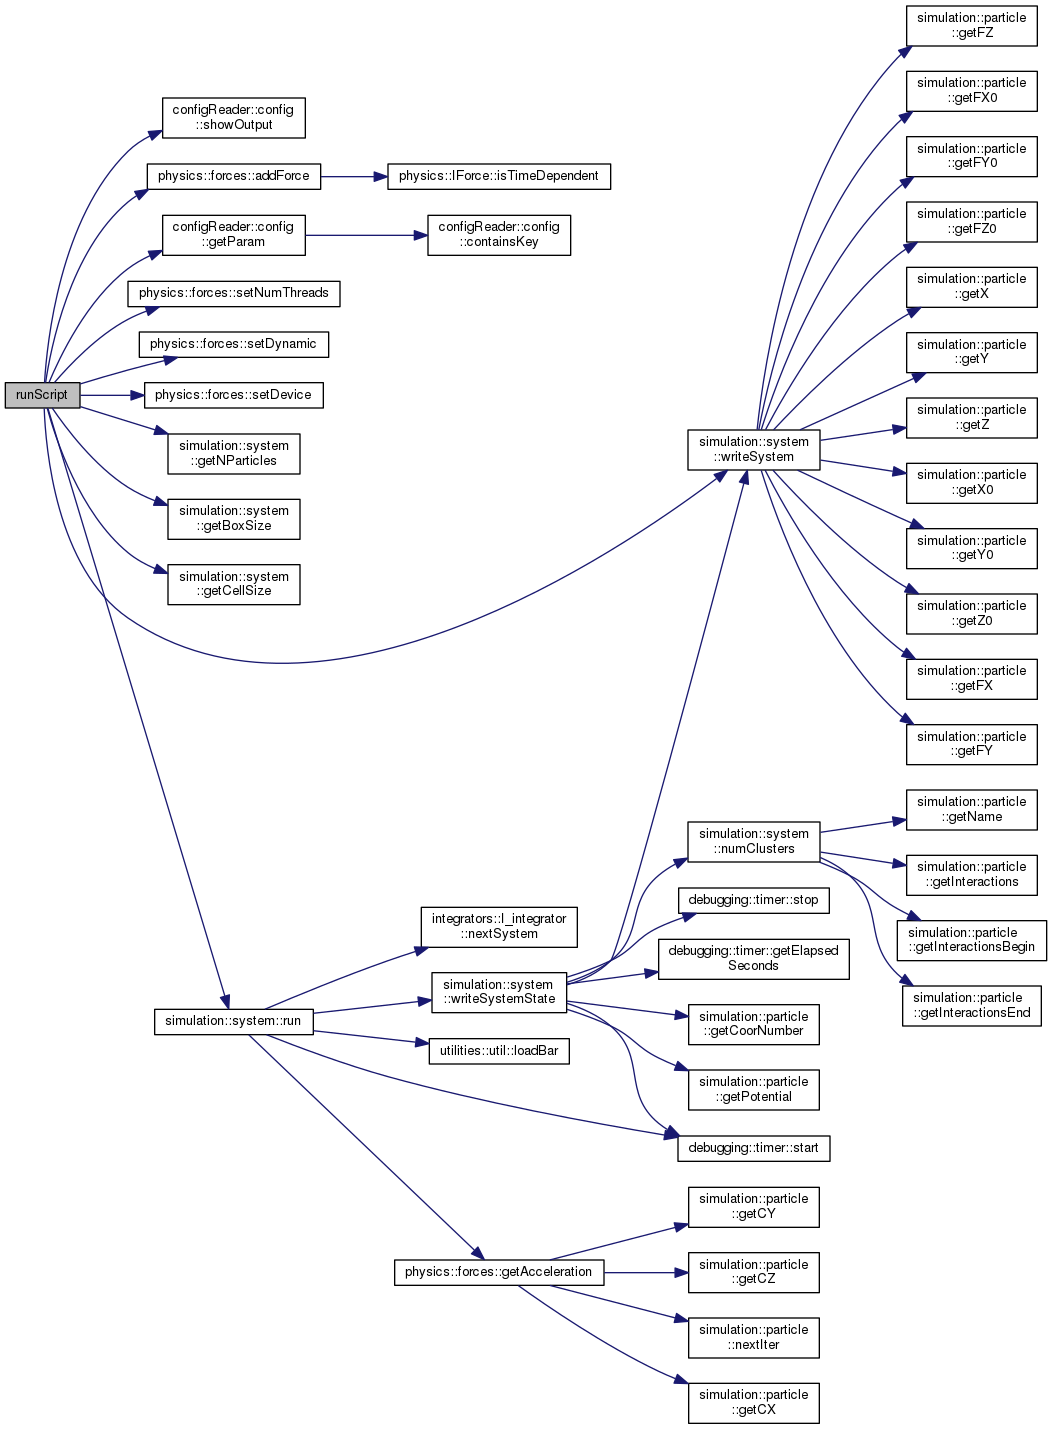 runScript
configReader::config
::showOutput
physics::forces::addForce
physics::IForce::isTimeDependent
configReader::config
::getParam
configReader::config
::containsKey
physics::forces::setNumThreads
physics::forces::setDynamic
physics::forces::setDevice
simulation::system
::getNParticles
simulation::system
::getBoxSize
simulation::system
::getCellSize
simulation::system::run
integrators::I_integrator
::nextSystem
simulation::system
::writeSystemState
utilities::util::loadBar
physics::forces::getAcceleration
simulation::system
::writeSystem
simulation::system
::numClusters
debugging::timer::stop
debugging::timer::getElapsed
Seconds
simulation::particle
::getCoorNumber
simulation::particle
::getPotential
debugging::timer::start
simulation::particle
::getCY
simulation::particle
::getCZ
simulation::particle
::nextIter
simulation::particle
::getCX
simulation::particle
::getFZ
simulation::particle
::getFX0
simulation::particle
::getFY0
simulation::particle
::getFZ0
simulation::particle
::getX
simulation::particle
::getY
simulation::particle
::getZ
simulation::particle
::getX0
simulation::particle
::getY0
simulation::particle
::getZ0
simulation::particle
::getFX
simulation::particle
::getFY
simulation::particle
::getName
simulation::particle
::getInteractions
simulation::particle
::getInteractionsBegin
simulation::particle
::getInteractionsEnd